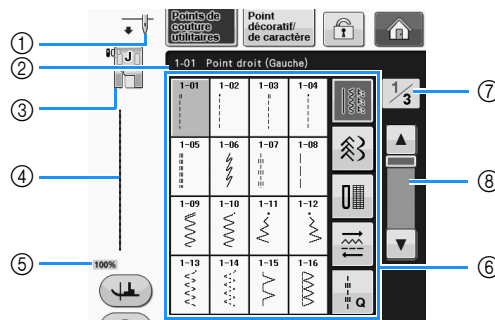 Points de couture utilitaires
Point décoratif/ de caractère
①
J
② 1-01 Point droit (Gauche)
③
1-01 1-02 1-03 1-04
1/3 ⑦
1-05 1-06 1-07 1-08
④
⑧
1-09 1-10 1-11 1-12
⑤ 100%
⑥
1-13 1-14 1-15 1-16
Q